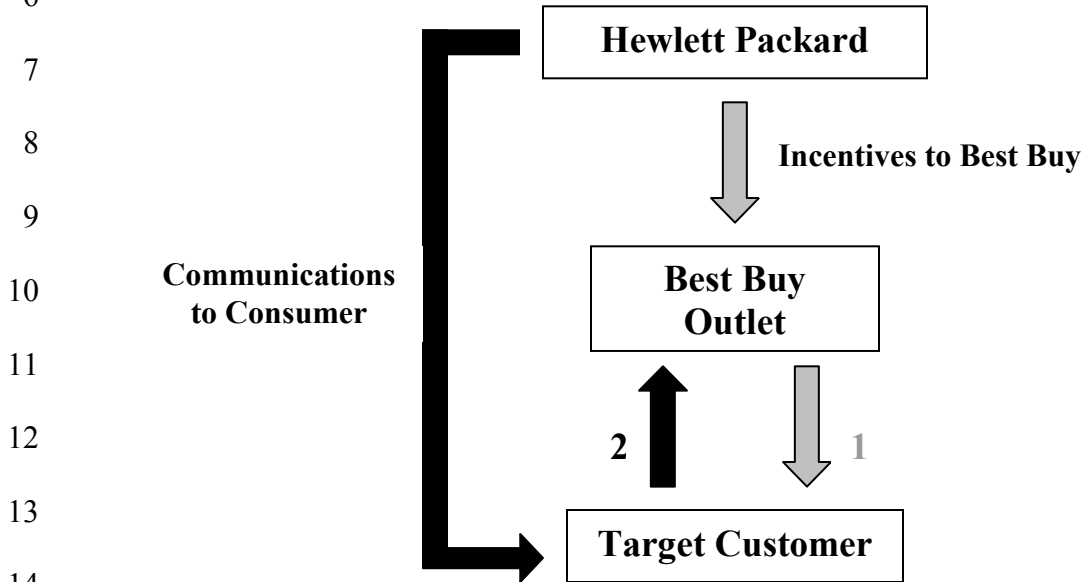 6
Hewlett Packard
7
8
Incentives to Best Buy
9
Communications
to Consumer
10
Best Buy
Outlet
11
12
2
1
13
Target Customer
14